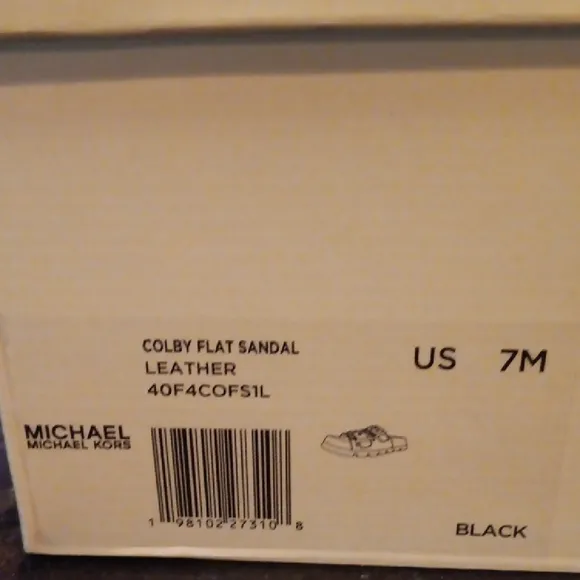 COLBY FLAT SANDAL
LEATHER
40F4COFS1L
US 7M
MICHAEL
MICHAEL KORS
1 98102 27310 8
BLACK